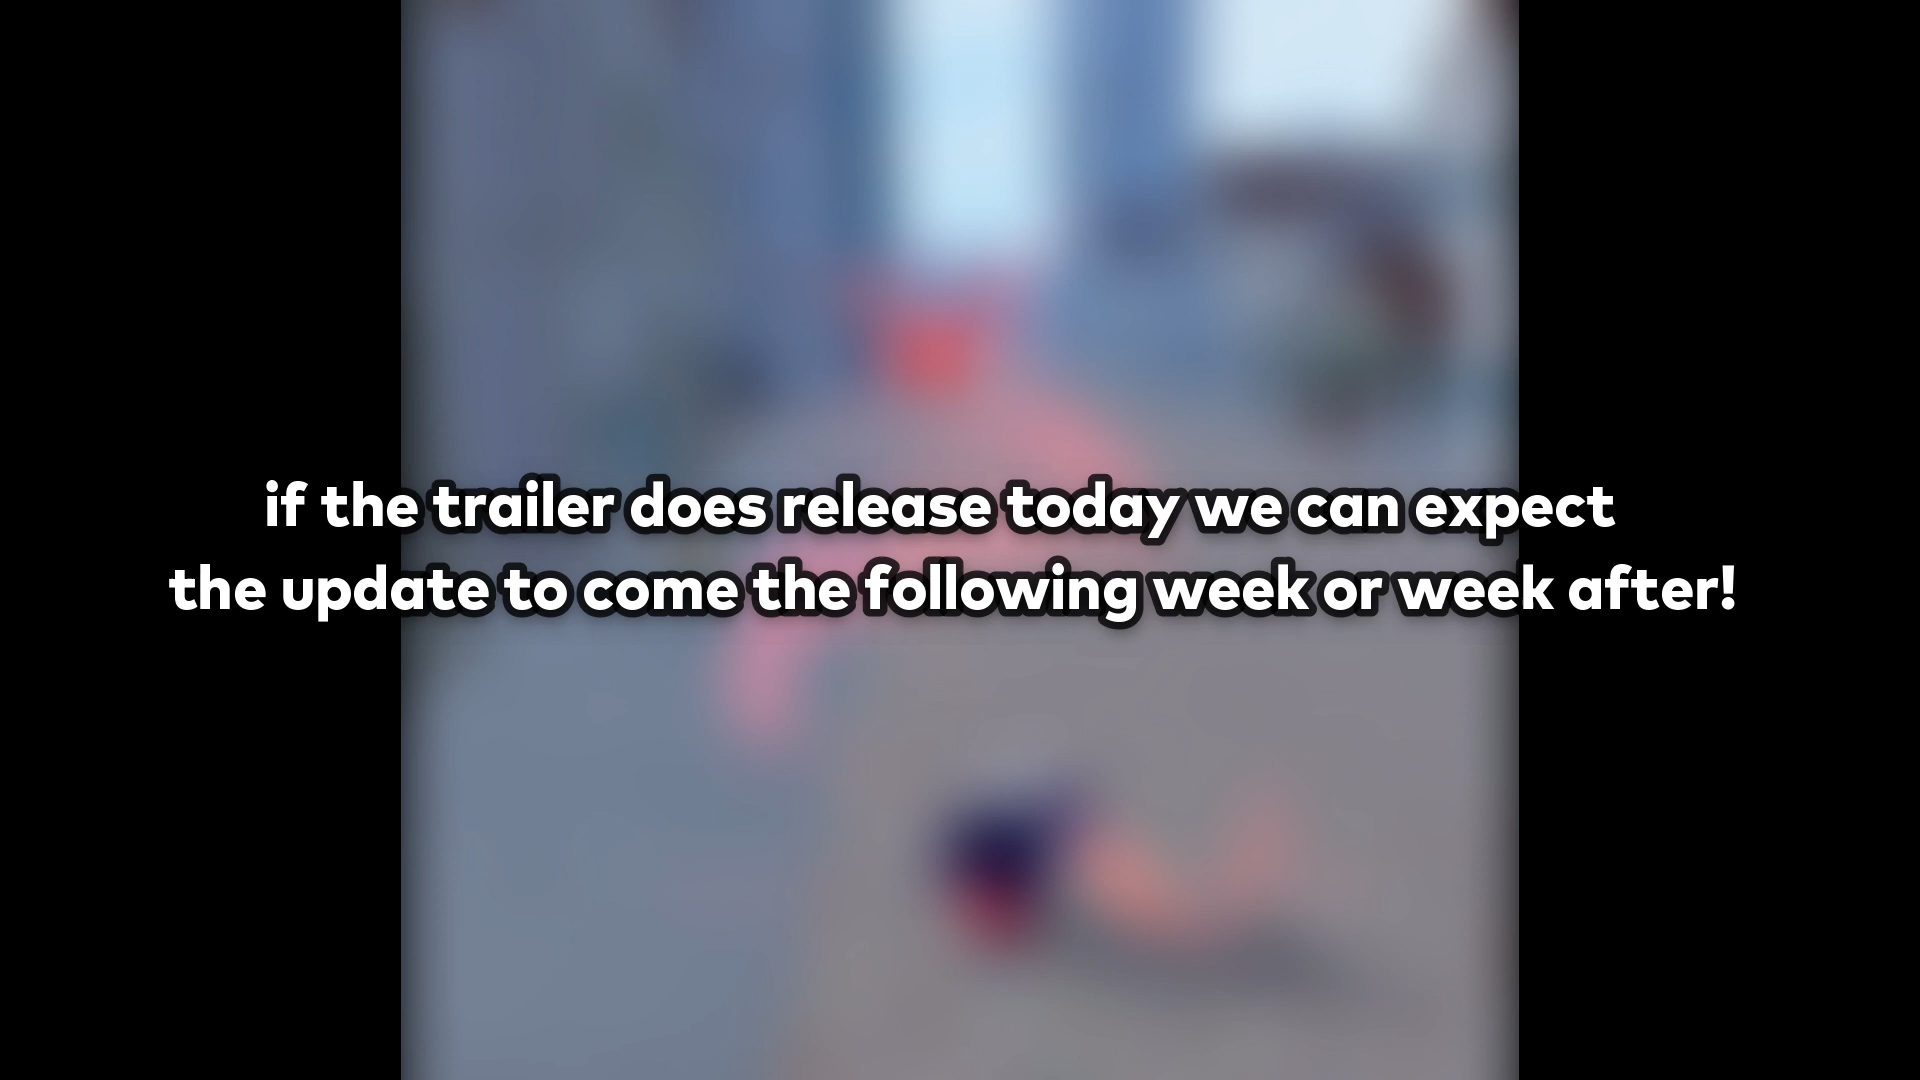 if the trailer does release today we can expect
the update to come the following week or week after!